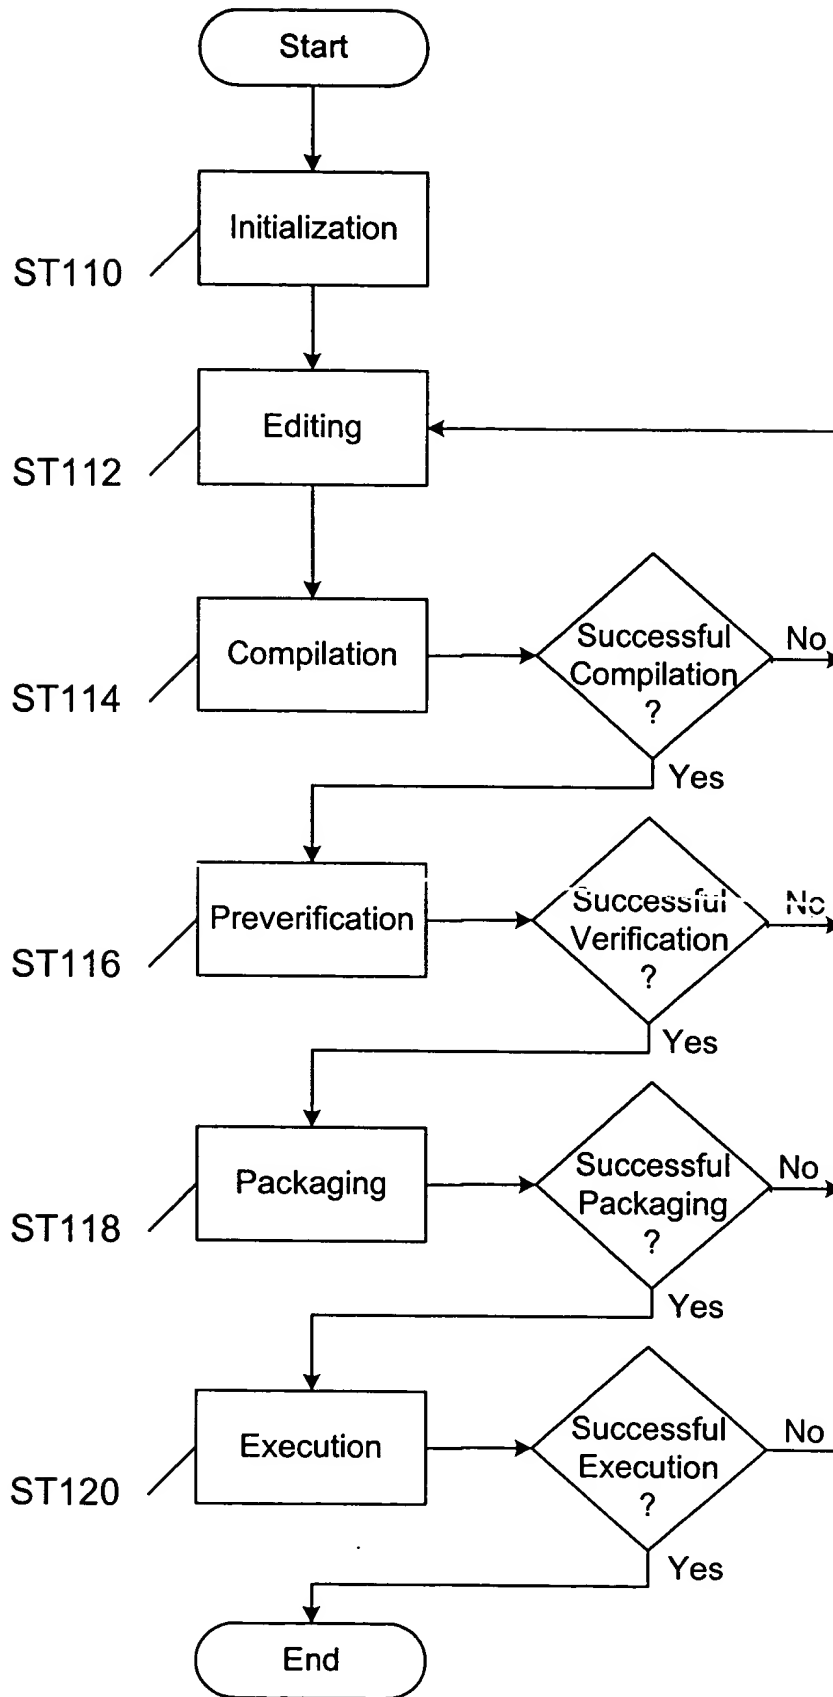 Start
Initialization
ST110
Editing
ST112
Compilation
ST114
Successful
Compilation
?
No
Yes
Preverification
ST116
Successful
Verification
?
No
Yes
Packaging
ST118
Successful
Packaging
?
No
Yes
Execution
ST120
Successful
Execution
?
No
Yes
End